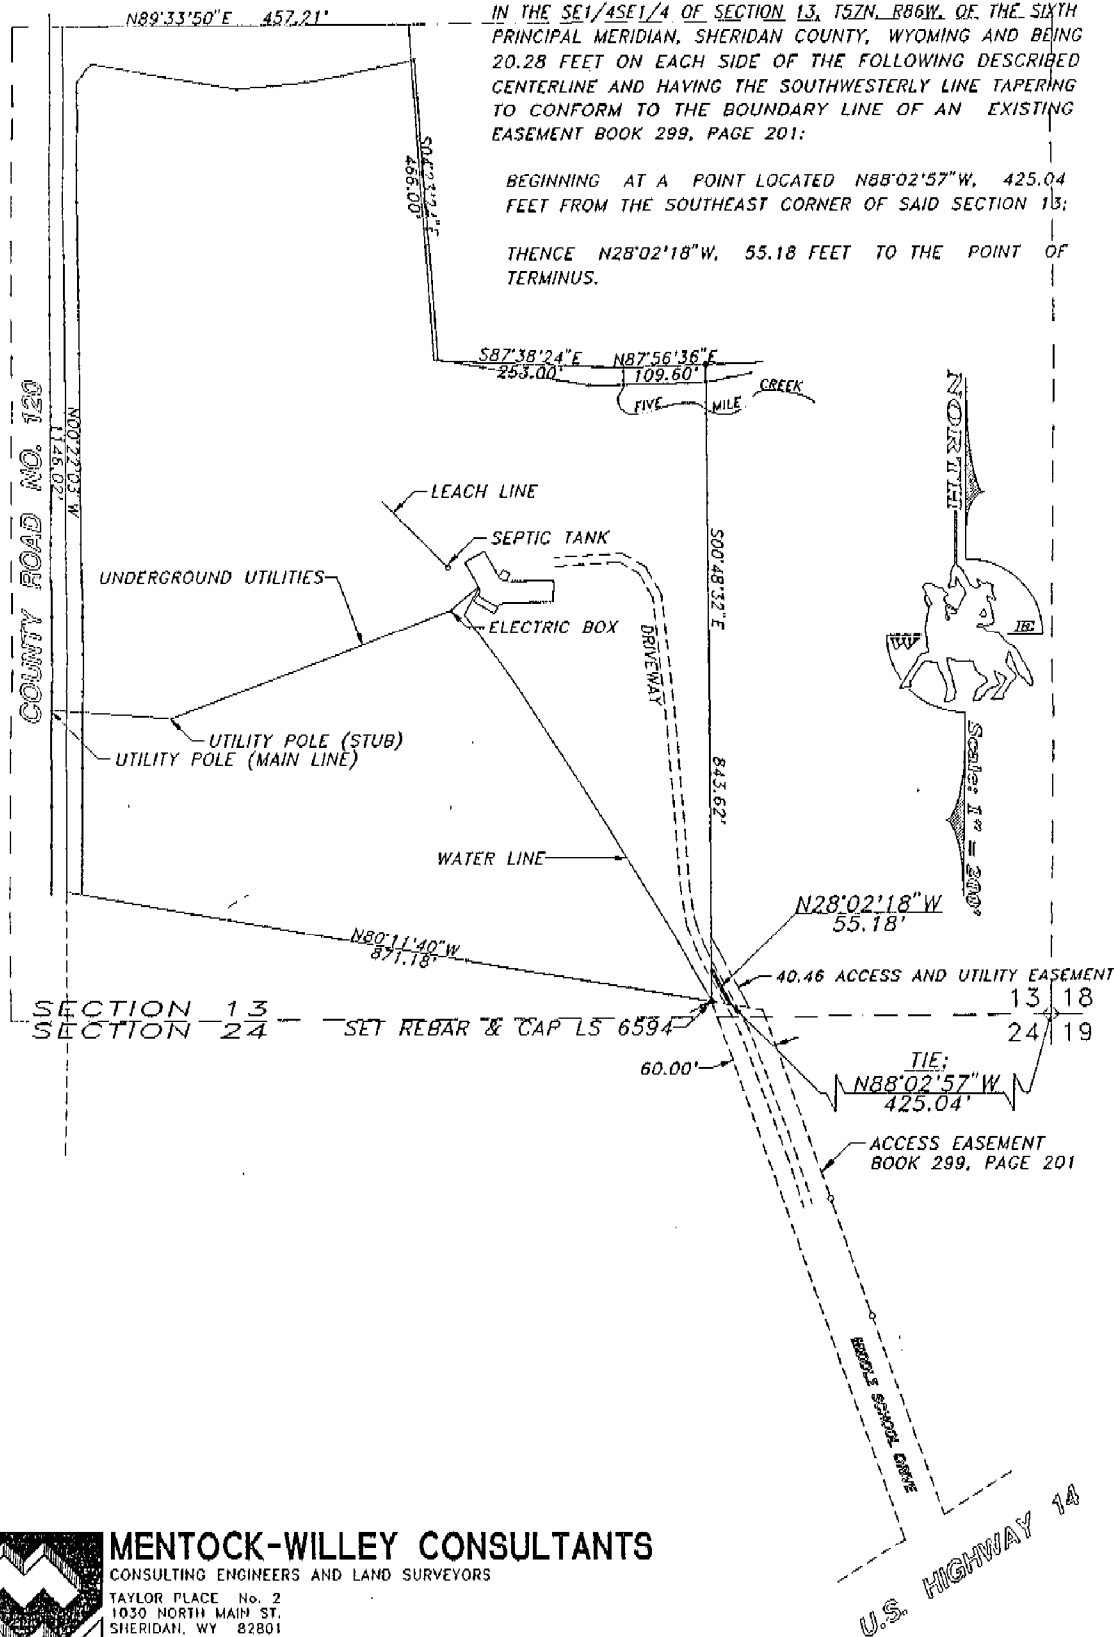 N89°33'50"E 457.21'
IN THE SE1/4SE1/4 OF SECTION 13, T57N, R86W, OF THE SIXTH
PRINCIPAL MERIDIAN, SHERIDAN COUNTY, WYOMING AND BEING
20.28 FEET ON EACH SIDE OF THE FOLLOWING DESCRIBED
CENTERLINE AND HAVING THE SOUTHWESTERLY LINE TAPERING
TO CONFORM TO THE BOUNDARY LINE OF AN EXISTING
EASEMENT BOOK 299, PAGE 201:
BEGINNING AT A POINT LOCATED N88°02'57"W, 425.04
FEET FROM THE SOUTHEAST CORNER OF SAID SECTION 13;
THENCE N28°02'18"W, 55.18 FEET TO THE POINT OF
TERMINUS.
466.00'
S87°38'24"E
253.00'
N87°56'36"E
109.60'
FIVE MILE CREEK
COUNTY ROAD NO. 120
N00°22'03"W
1146.02'
NORTH
LEACH LINE
SEPTIC TANK
UNDERGROUND UTILITIES
ELECTRIC BOX
S00°48'32"E
843.62'
DRIVEWAY
UTILITY POLE (STUB)
UTILITY POLE (MAIN LINE)
Scale: 1" = 200'
WATER LINE
N28°02'18"W
55.18'
N80°11'40"W
871.18'
40.46 ACCESS AND UTILITY EASEMENT
SECTION 13
SECTION 24
SET REBAR & CAP LS 6594
13 18
24 19
60.00'
TIE:
N88°02'57"W
425.04'
ACCESS EASEMENT
BOOK 299, PAGE 201
MIDDLE SCHOOL DRIVE
U.S. HIGHWAY 14
MENTOCK-WILLEY CONSULTANTS
CONSULTING ENGINEERS AND LAND SURVEYORS
TAYLOR PLACE No. 2
1030 NORTH MAIN ST.
SHERIDAN, WY 82801